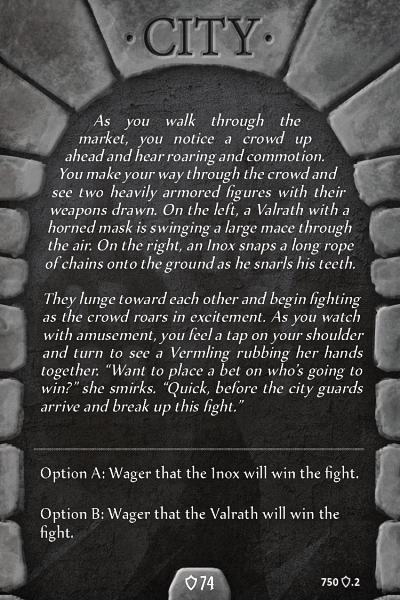 CITY
As you walk through the
market, you notice a crowd up
ahead and hear roaring and commotion.
You make your way through the crowd and
see two heavily armored figures with their
weapons drawn. On the left, a Valrath with a
horned mask is swinging a large mace through
the air. On the right, an Inox snaps a long rope
of chains onto the ground as he snarls his teeth.
They lunge toward each other and begin fighting
as the crowd roars in excitement. As you watch
with amusement, you feel a tap on your shoulder
and turn to see a Vermling rubbing her hands
together. “Want to place a bet on who’s going to
win?” she smirks. “Quick, before the city guards
arrive and break up this fight.”
Option A: Wager that the Inox will win the fight.
Option B: Wager that the Valrath will win the
fight.
74
750 .2